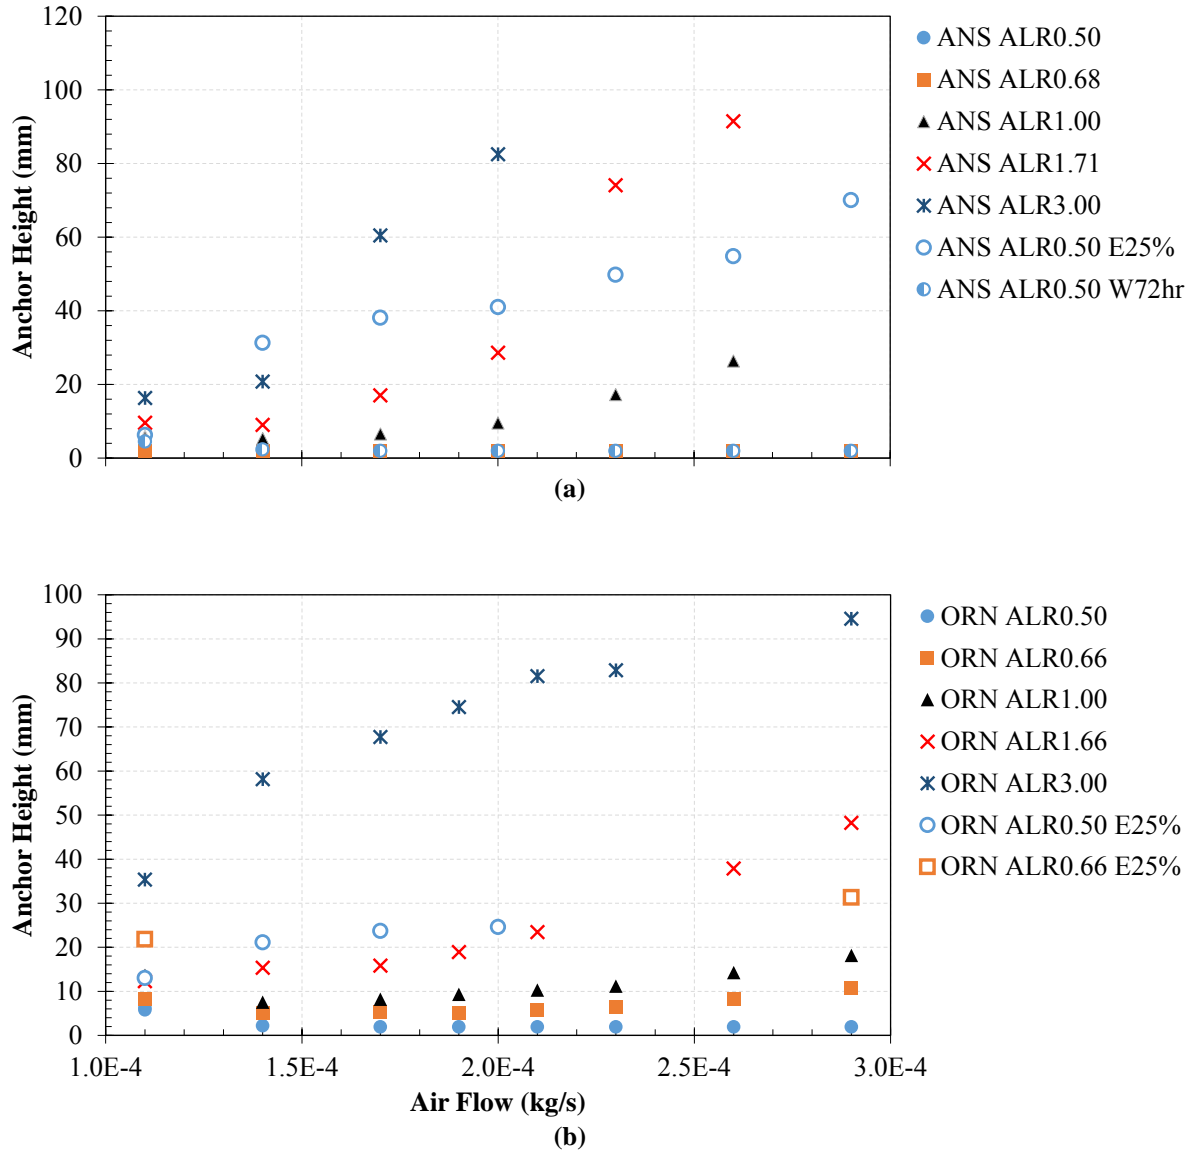 120
100
80
60
40
20
0
Anchor Height (mm)
ANS ALR0.50
ANS ALR0.68
ANS ALR1.00
ANS ALR1.71
ANS ALR3.00
ANS ALR0.50 E25%
ANS ALR0.50 W72hr
(a)
100
90
80
70
60
50
40
30
20
10
0
Anchor Height (mm)
ORN ALR0.50
ORN ALR0.66
ORN ALR1.00
ORN ALR1.66
ORN ALR3.00
ORN ALR0.50 E25%
ORN ALR0.66 E25%
1.0E-4 1.5E-4 2.0E-4 2.5E-4 3.0E-4
Air Flow (kg/s)
(b)